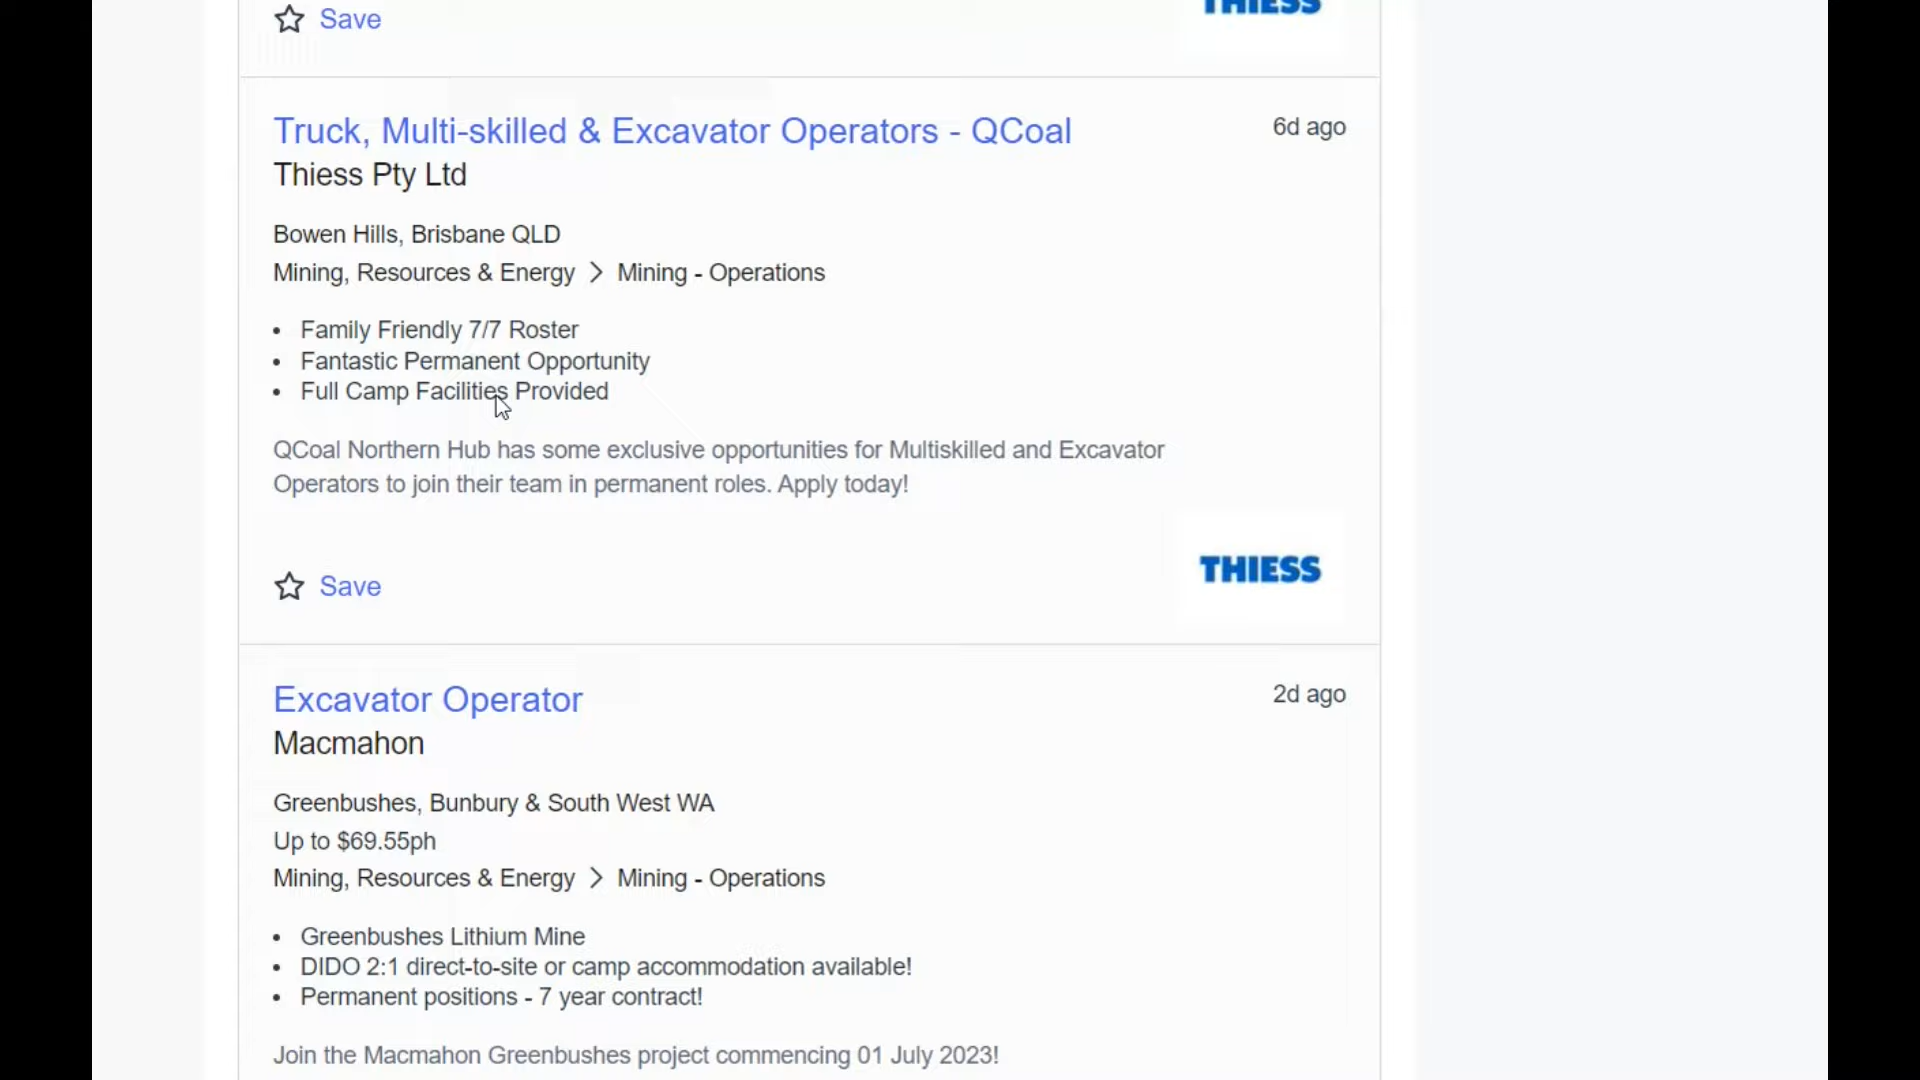 Save
THIESS
Truck, Multi-skilled & Excavator Operators - QCoal
6d ago
Thiess Pty Ltd
Bowen Hills, Brisbane QLD
Mining, Resources & Energy > Mining - Operations
• Family Friendly 7/7 Roster
• Fantastic Permanent Opportunity
• Full Camp Facilities Provided
QCoal Northern Hub has some exclusive opportunities for Multiskilled and Excavator
Operators to join their team in permanent roles. Apply today!
THIESS
Save
Excavator Operator
2d ago
Macmahon
Greenbushes, Bunbury & South West WA
Up to $69.55ph
Mining, Resources & Energy > Mining - Operations
• Greenbushes Lithium Mine
• DIDO 2:1 direct-to-site or camp accommodation available!
• Permanent positions - 7 year contract!
Join the Macmahon Greenbushes project commencing 01 July 2023!